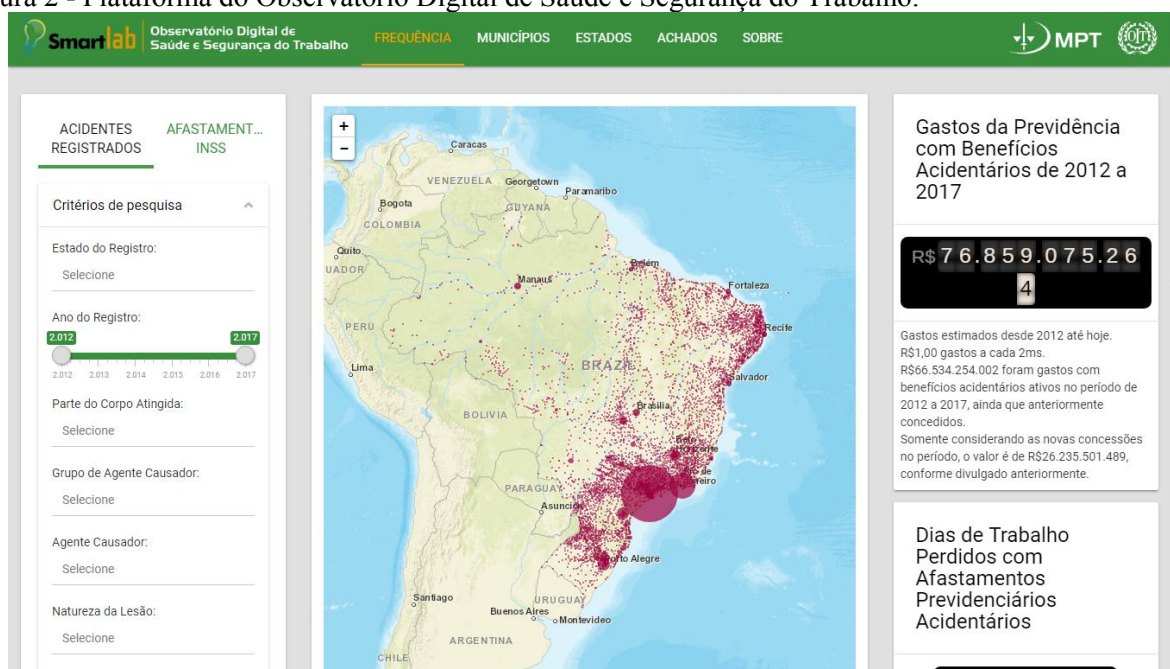 ura 2 - Plataforma do Observatório Digital de Saúde e Segurança do Trabalho.
Smartlab
Observatório Digital de
Saúde e Segurança do Trabalho
FREQUÊNCIA MUNICÍPIOS ESTADOS ACHADOS SOBRE
MPT
ACIDENTES
REGISTRADOS
AFASTAMENT...
INSS
Critérios de pesquisa
Estado do Registro:
Selecione
Ano do Registro:
2.012 2.017
2.012 2.013 2.014 2.015 2.016 2.017
Parte do Corpo Atingida:
Selecione
Grupo de Agente Causador:
Selecione
Agente Causador:
Selecione
Natureza da Lesão:
Selecione
+
−
Caracas
VENEZUELA
Georgetown
Paramaribo
Bogota
GUYANA
COLOMBIA
Quito
UADOR
Belém
Manaus
Fortaleza
PERU
Recife
Lima
BRAZIL
Salvador
Brasília
BOLIVIA
Belo
Horizonte
Rio de
Janeiro
PARAGUAY
Asunción
Porto Alegre
Santiago
URUGUAY
Buenos Aires
Montevideo
ARGENTINA
CHILE
Gastos da Previdência
com Benefícios
Acidentários de 2012 a
2017
R$ 76.859.075.26
4
Gastos estimados desde 2012 até hoje.
R$1,00 gastos a cada 2ms.
R$66.534.254.002 foram gastos com
benefícios acidentários ativos no período de
2012 a 2017, ainda que anteriormente
concedidos.
Somente considerando as novas concessões
no período, o valor é de R$26.235.501.489,
conforme divulgado anteriormente.
Dias de Trabalho
Perdidos com
Afastamentos
Previdenciários
Acidentários